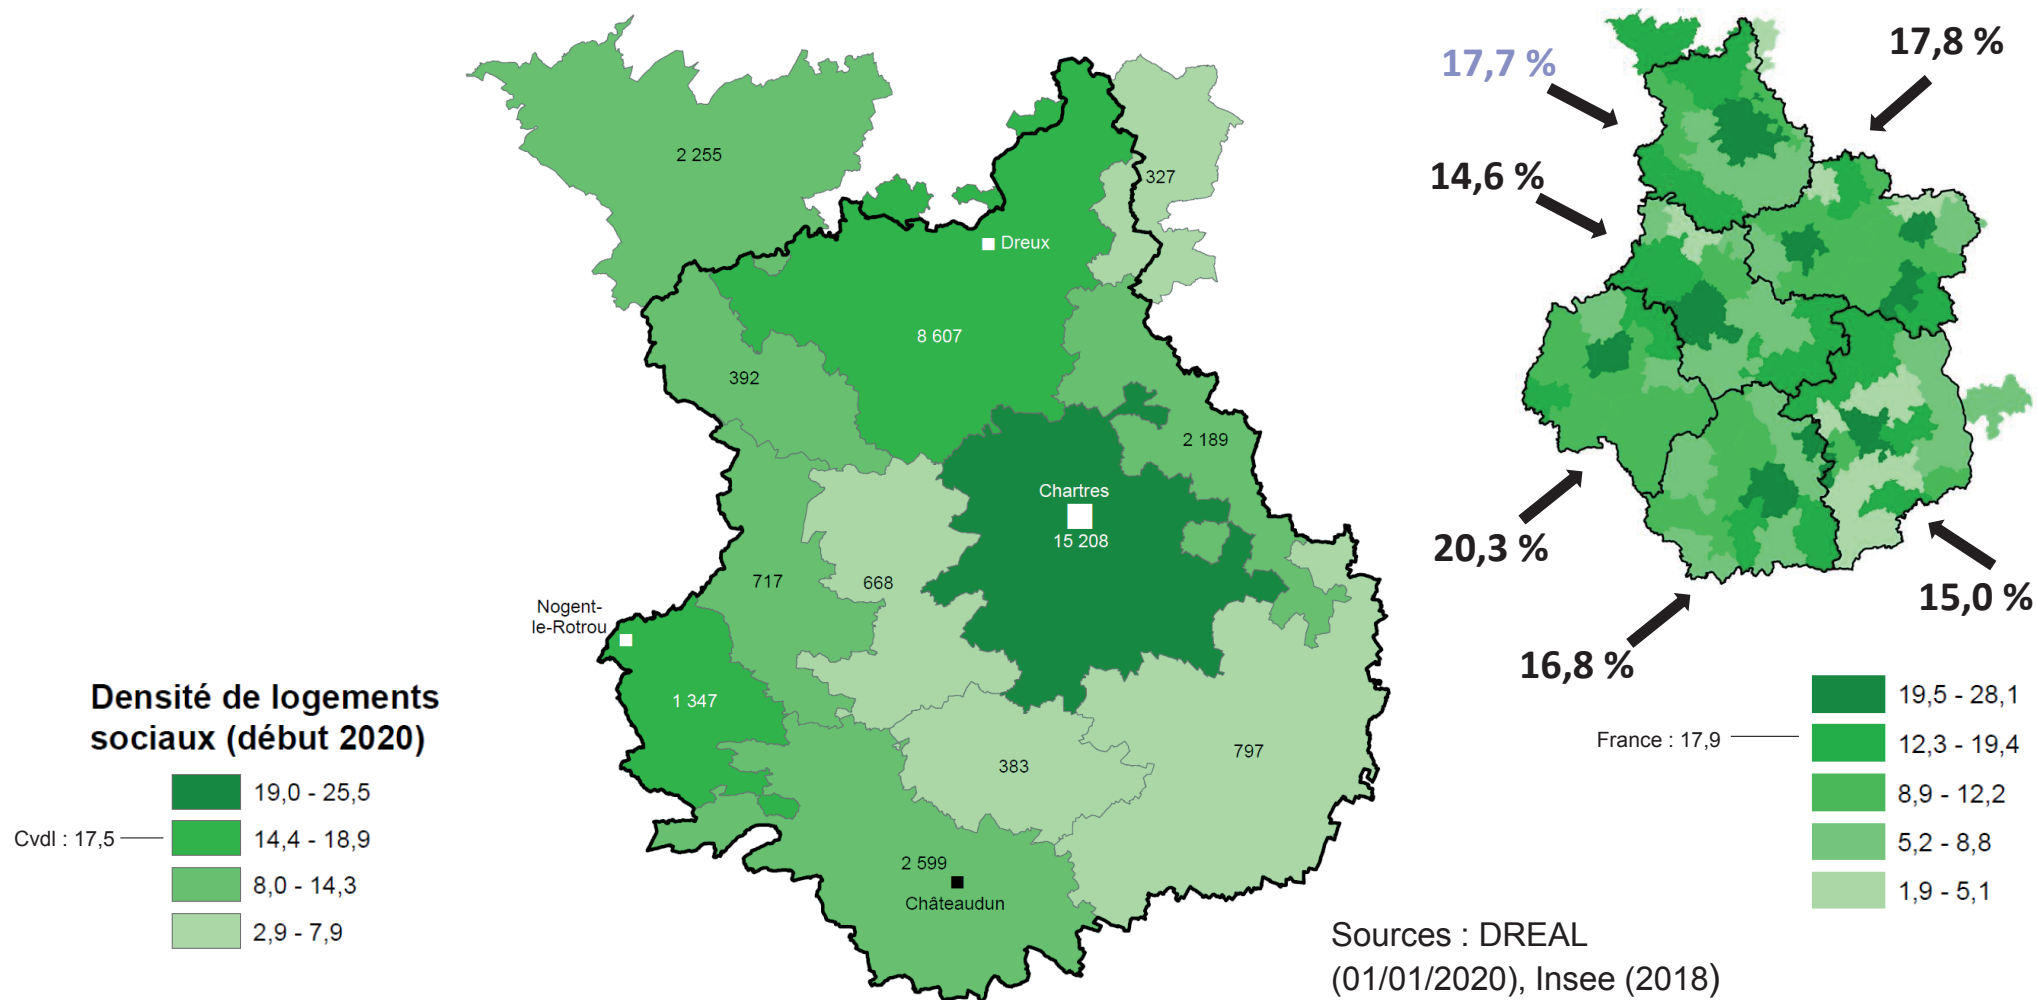 2 255
327
Dreux
8 607
392
2 189
Chartres
15 208
717
668
Nogent-
le-Rotrou
1 347
797
383
2 599
Châteaudun
Densité de logements
sociaux (début 2020)
19,0 - 25,5
Cvdl : 17,5
14,4 - 18,9
8,0 - 14,3
2,9 - 7,9
17,7 %
17,8 %
14,6 %
20,3 %
15,0 %
16,8 %
19,5 - 28,1
France : 17,9
12,3 - 19,4
8,9 - 12,2
5,2 - 8,8
1,9 - 5,1
Sources : DREAL
(01/01/2020), Insee (2018)